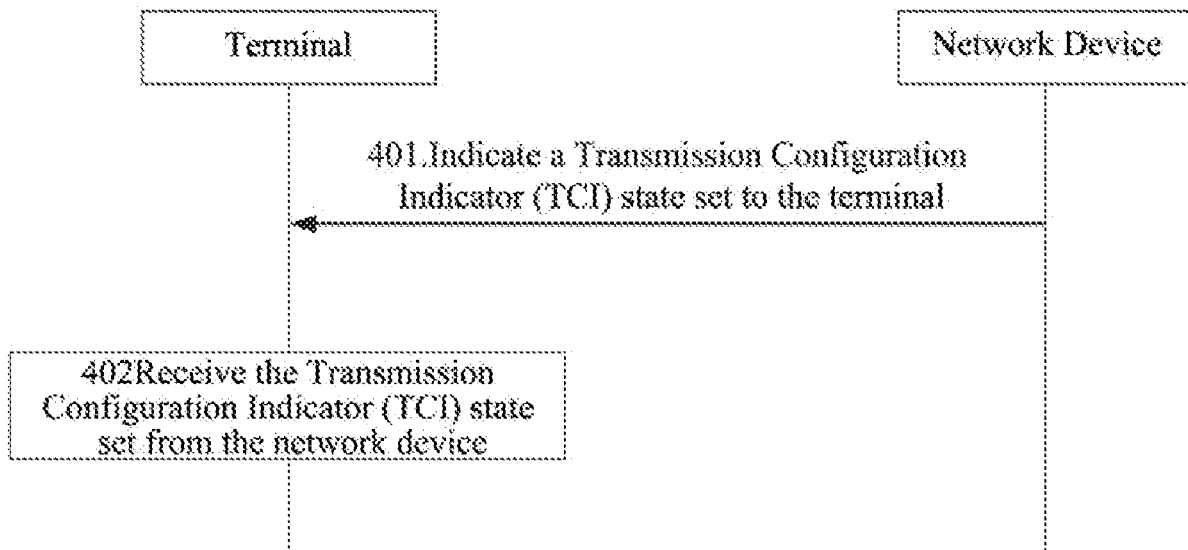 Terminal
Network Device
401.Indicate a Transmission Configuration
Indicator (TCI) state set to the terminal
402Receive the Transmission
Configuration Indicator (TCI) state
set from the network device